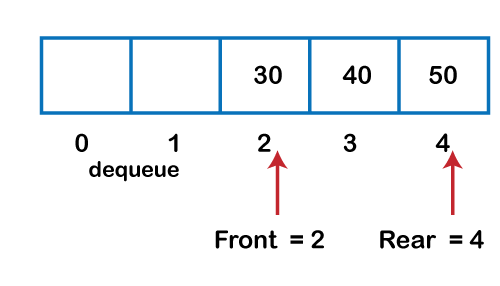 30 40 50
0 1 2 3 4
dequeue
Front = 2 Rear = 4